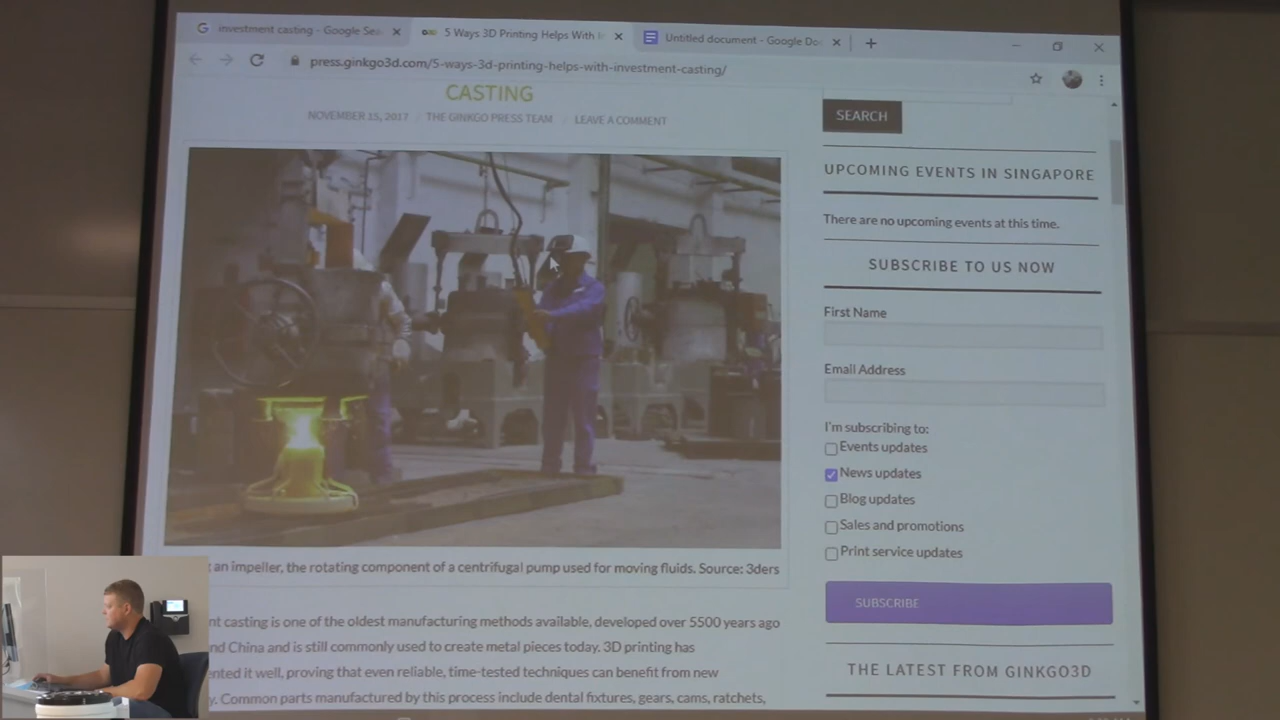 investment casting - Google Sea
5 Ways 3D Printing Helps With I
Untitled document - Google Doc
press.ginkgo3d.com/5-ways-3d-printing-helps-with-investment-casting/
CASTING
NOVEMBER 15, 2017 / THE GINKGO PRESS TEAM / LEAVE A COMMENT
an impeller, the rotating component of a centrifugal pump used for moving fluids. Source: 3ders
nt casting is one of the oldest manufacturing methods available, developed over 5500 years ago
nd China and is still commonly used to create metal pieces today. 3D printing has
nted it well, proving that even reliable, time-tested techniques can benefit from new
y. Common parts manufactured by this process include dental fixtures, gears, cams, ratchets,
SEARCH
UPCOMING EVENTS IN SINGAPORE
There are no upcoming events at this time.
SUBSCRIBE TO US NOW
First Name
Email Address
I'm subscribing to:
Events updates
News updates
Blog updates
Sales and promotions
Print service updates
SUBSCRIBE
THE LATEST FROM GINKGO3D